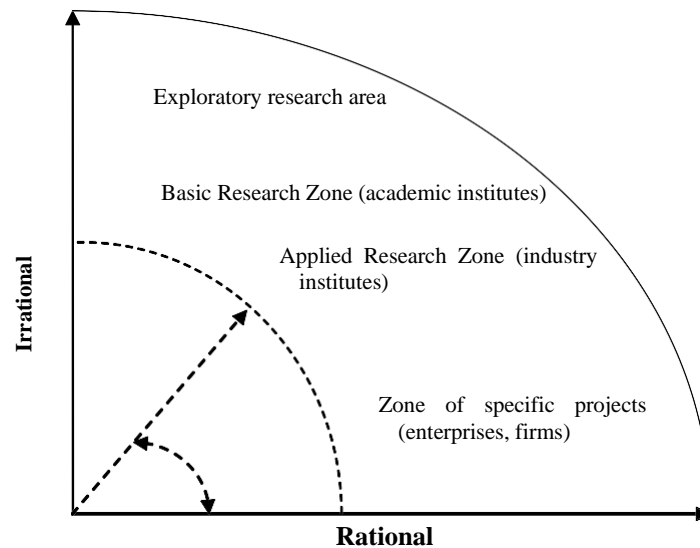 Exploratory research area
Basic Research Zone (academic institutes)
Applied Research Zone (industry
institutes)
Irrational
Zone of specific projects
(enterprises, firms)
Rational